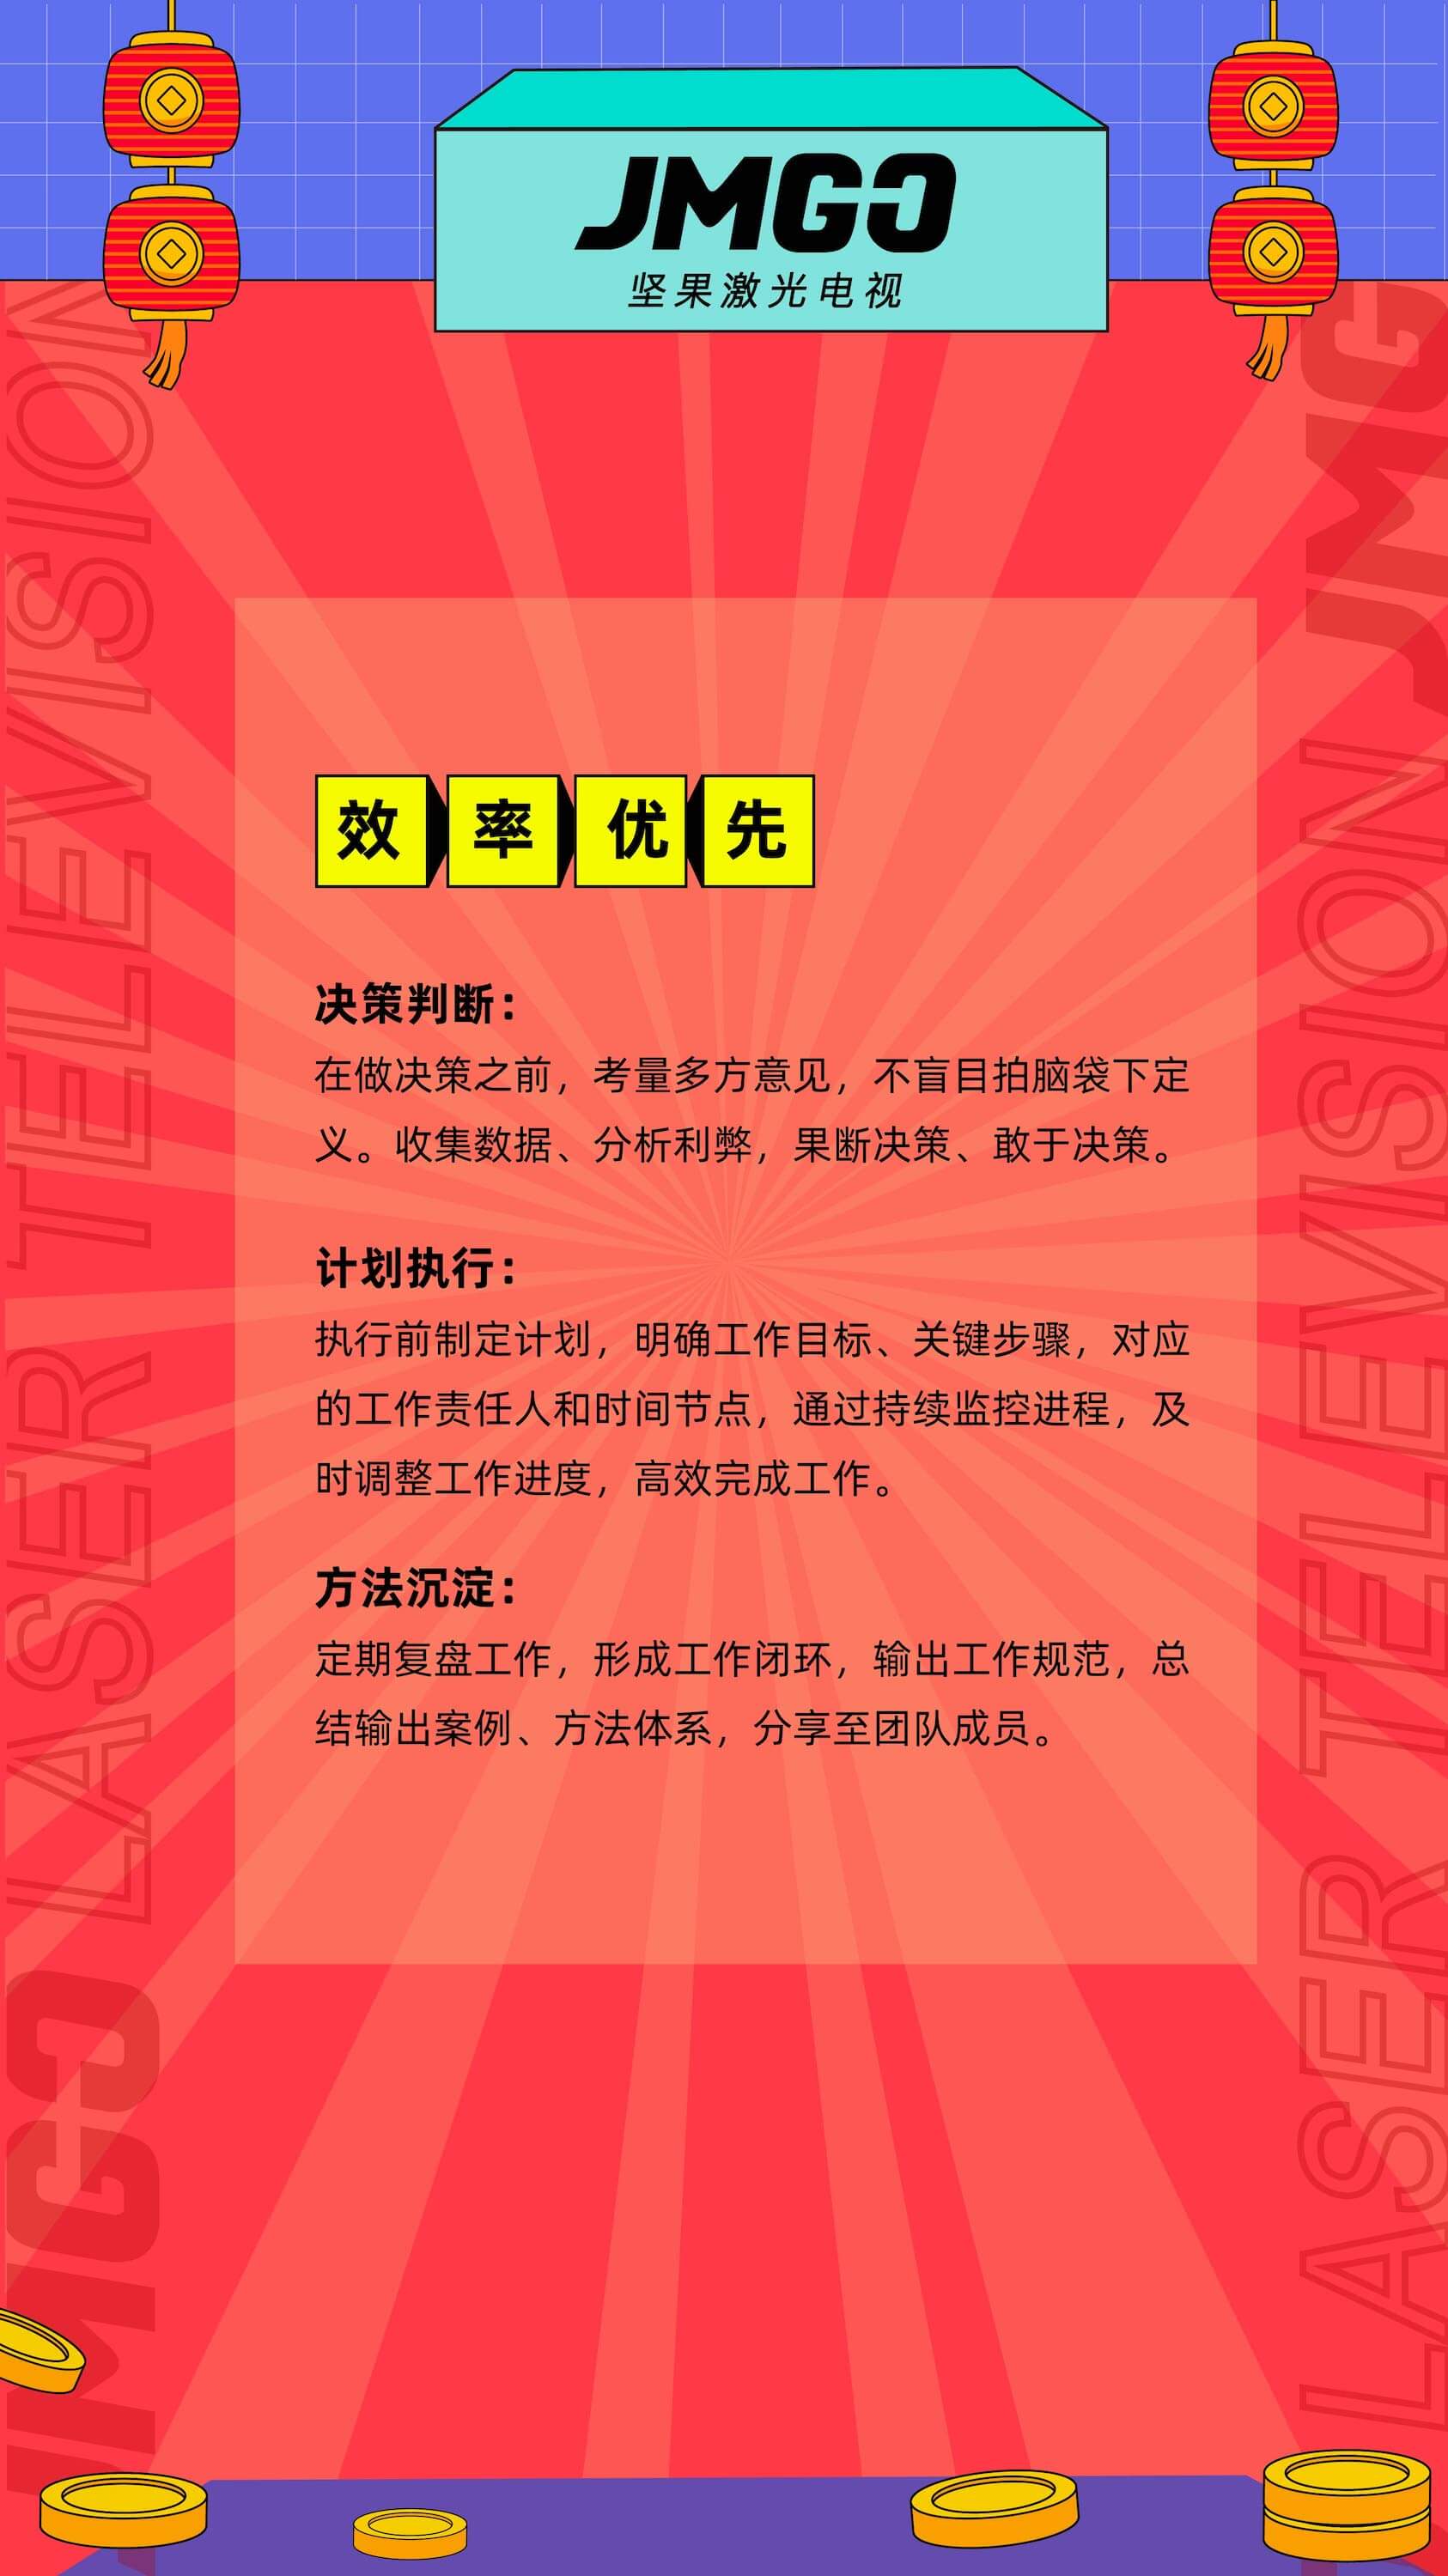 JMGO
坚果激光电视
效率优先
决策判断：
在做决策之前，考量多方意见，不盲目拍脑袋下定
义。收集数据、分析利弊，果断决策、敢于决策。
计划执行：
执行前制定计划，明确工作目标、关键步骤，对应
的工作责任人和时间节点，通过持续监控进程，及
时调整工作进度，高效完成工作。
方法沉淀：
定期复盘工作，形成工作闭环，输出工作规范，总
结输出案例、方法体系，分享至团队成员。
JMGO LASER TELEVISION
LASER TELEVISION JMG